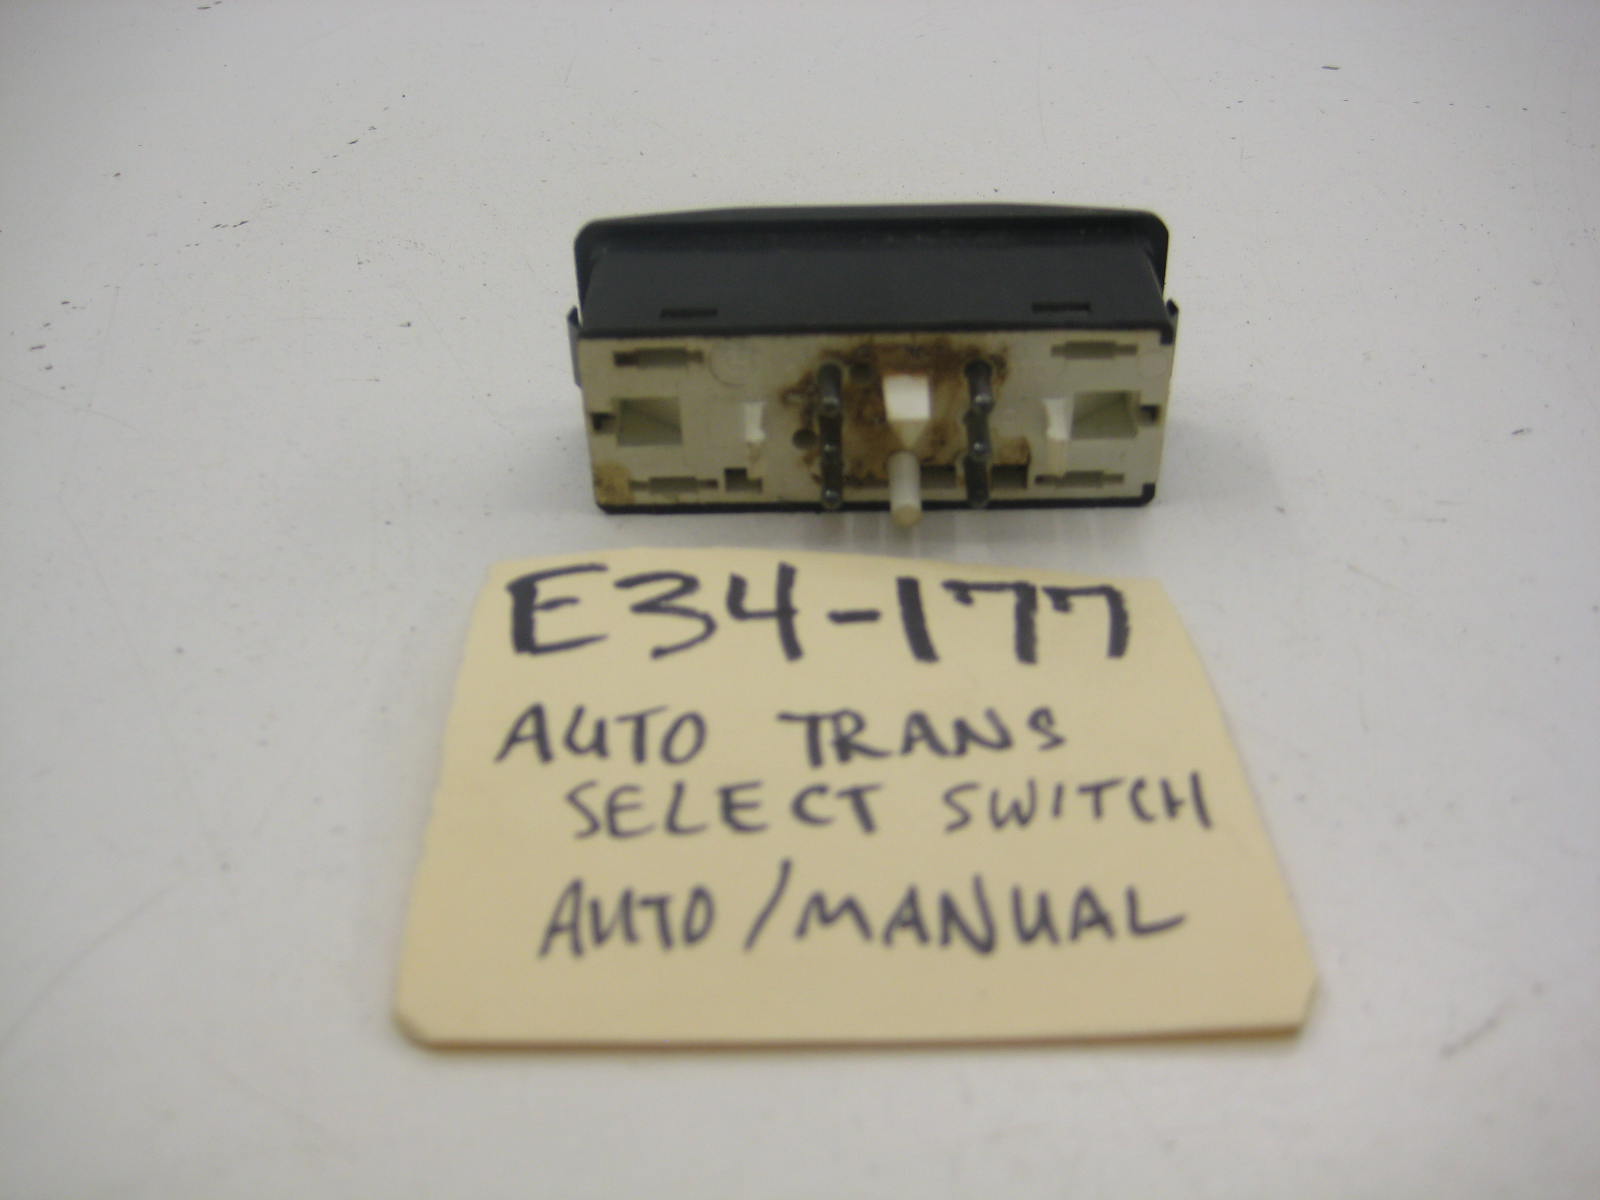 E34-177
AUTO TRANS
SELECT SWITCH
AUTO/MANUAL